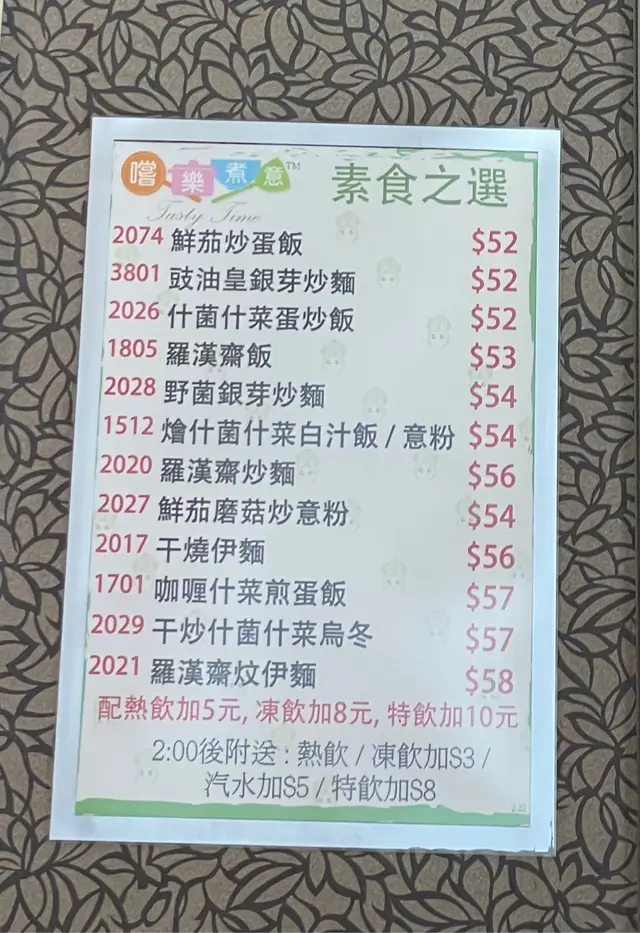 嚐樂煮意™ 素食之選
Tasty Time
2074 鮮茄炒蛋飯 $52
3801 豉油皇銀芽炒麵 $52
2026 什菌什菜蛋炒飯 $52
1805 羅漢齋飯 $53
2028 野菌銀芽炒麵 $54
1512 燴什菌什菜白汁飯 / 意粉 $54
2020 羅漢齋炒麵 $56
2027 鮮茄磨菇炒意粉 $54
2017 干燒伊麵 $56
1701 咖喱什菜煎蛋飯 $57
2029 干炒什菌什菜烏冬 $57
2021 羅漢齋炆伊麵 $58
配熱飲加5元, 凍飲加8元, 特飲加10元
2:00後附送 : 熱飲 / 凍飲加S3 /
汽水加S5 / 特飲加S8